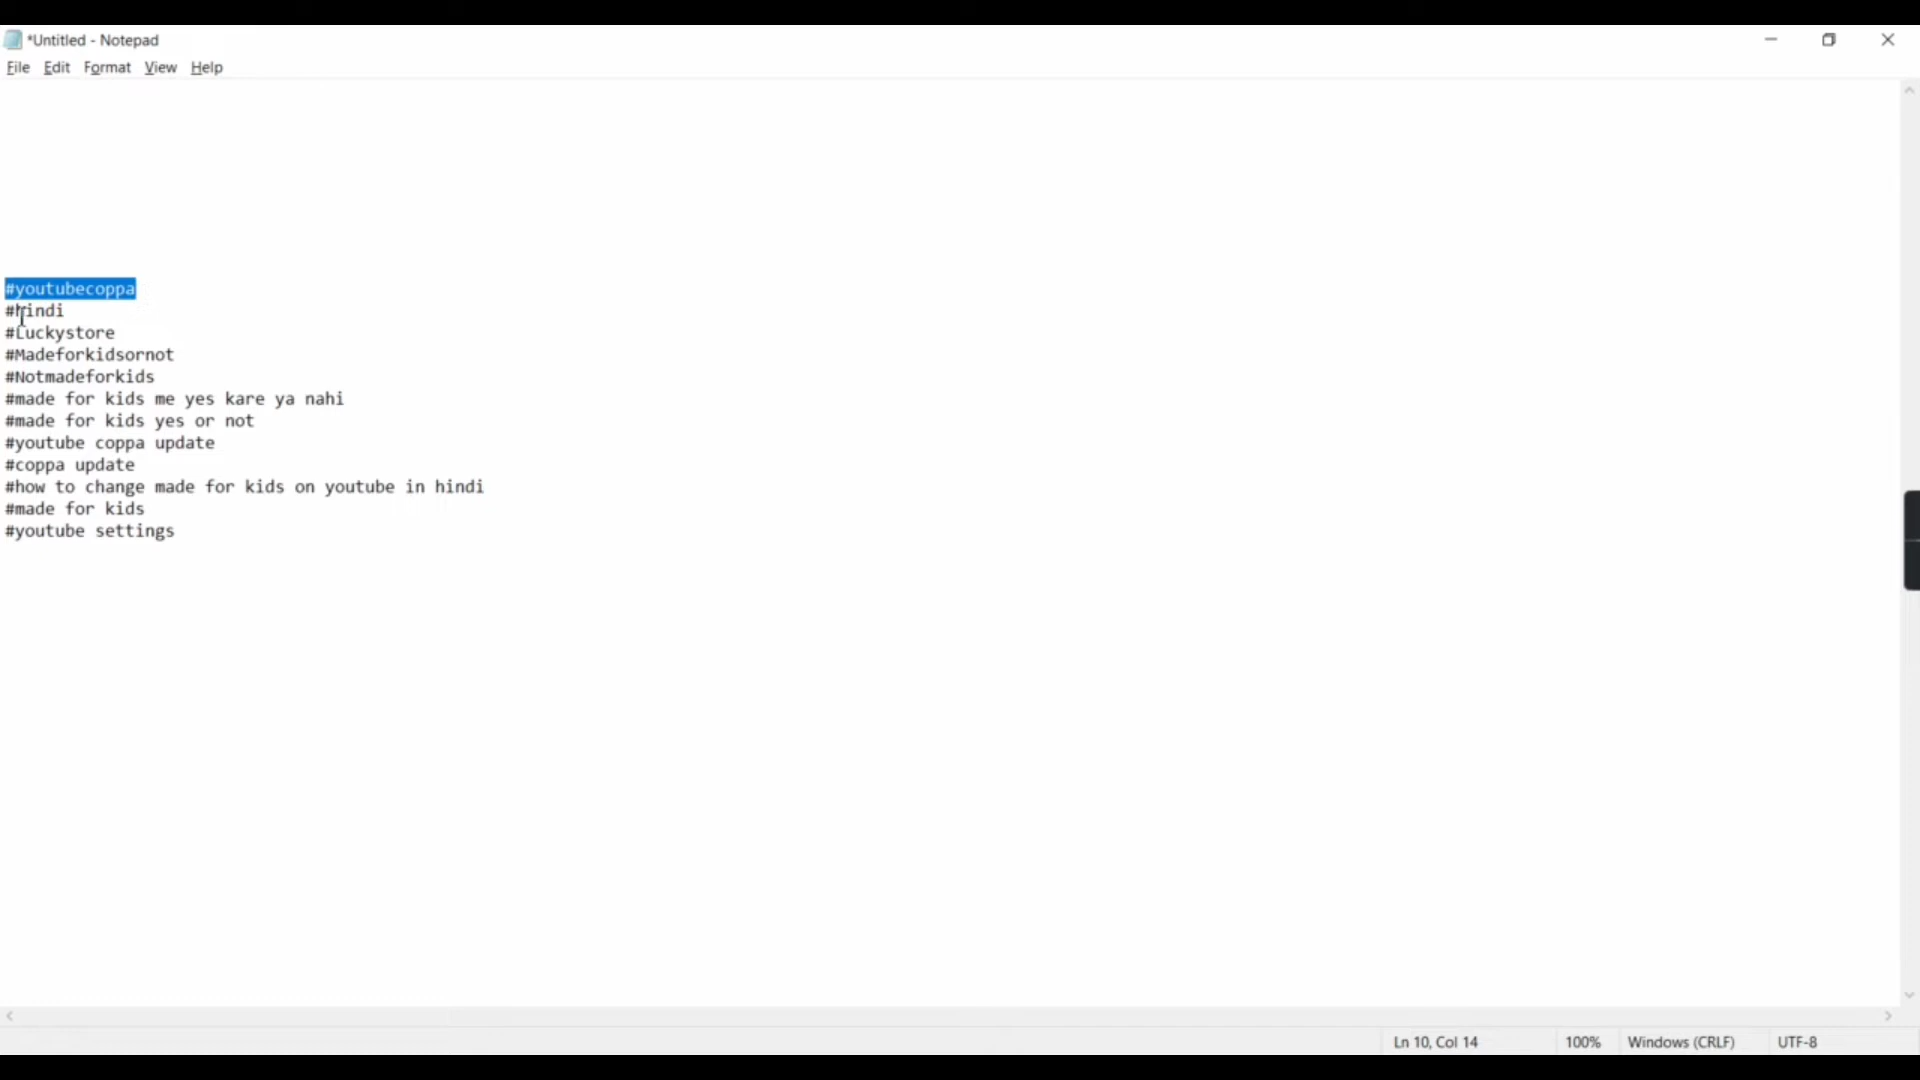 *Untitled - Notepad
File Edit Format View Help
#youtubecoppa
#hindi
#Luckystore
#Madeforkidsornot
#Notmadeforkids
#made for kids me yes kare ya nahi
#made for kids yes or not
#youtube coppa update
#coppa update
#how to change made for kids on youtube in hindi
#made for kids
#youtube settings
Ln 10, Col 14 100% Windows (CRLF) UTF-8